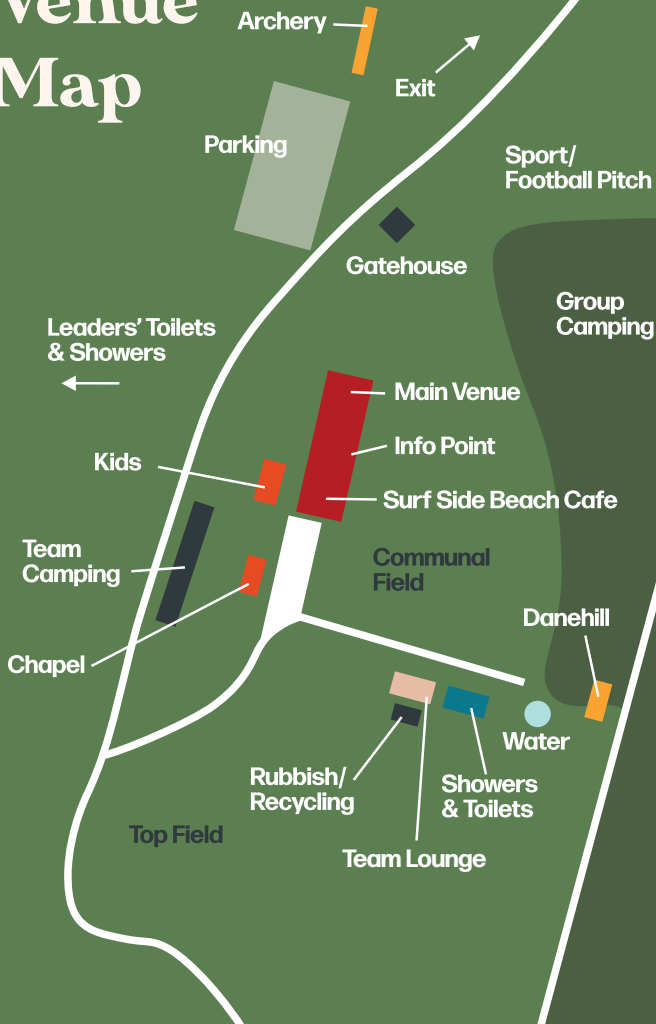 Venue
Map
Archery
Exit
Parking
Sport/
Football Pitch
Gatehouse
Group
Camping
Leaders’ Toilets
& Showers
Main Venue
Info Point
Kids
Surf Side Beach Cafe
Team
Camping
Communal
Field
Danehill
Chapel
Water
Rubbish/
Recycling
Showers
& Toilets
Top Field
Team Lounge